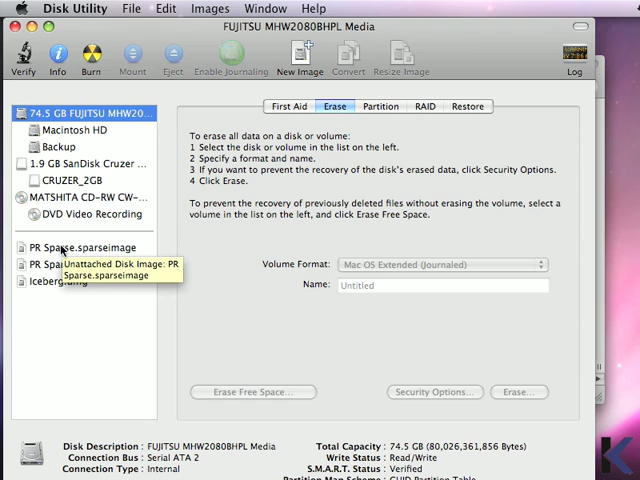 Disk Utility File Edit Images Window Help
FUJITSU MHW2080BHPL Media
Verify Info Burn Mount Eject Enable Journaling New Image Convert Resize Image Log
74.5 GB FUJITSU MHW20...
Macintosh HD
Backup
1.9 GB SanDisk Cruzer ...
CRUZER_2GB
MATSHITA CD-RW CW-...
DVD Video Recording
PR Sparse.sparseimage
PR Spar
Iceberg.dmg
Unattached Disk Image: PR
Sparse.sparseimage
First Aid Erase Partition RAID Restore
To erase all data on a disk or volume:
1 Select the disk or volume in the list on the left.
2 Specify a format and name.
3 If you want to prevent the recovery of the disk's erased data, click Security Options.
4 Click Erase.
To prevent the recovery of previously deleted files without erasing the volume, select a
volume in the list on the left, and click Erase Free Space.
Volume Format: Mac OS Extended (Journaled)
Name: Untitled
Erase Free Space... Security Options... Erase...
Disk Description : FUJITSU MHW2080BHPL Media
Connection Bus : Serial ATA 2
Connection Type : Internal
Total Capacity : 74.5 GB (80,026,361,856 Bytes)
Write Status : Read/Write
S.M.A.R.T. Status : Verified
Partition Map Scheme : GUID Partition Table